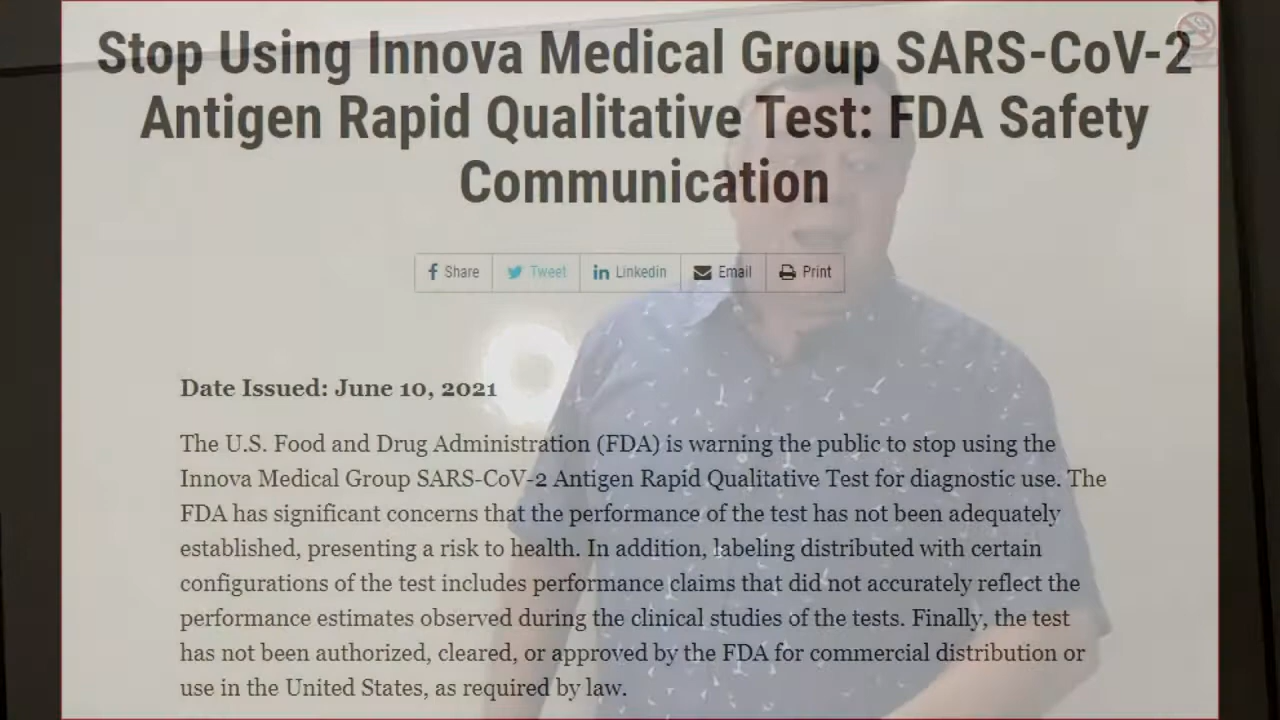 Stop Using Innova Medical Group SARS-CoV-2
Antigen Rapid Qualitative Test: FDA Safety
Communication
Share Tweet Linkedin Email Print
Date Issued: June 10, 2021
The U.S. Food and Drug Administration (FDA) is warning the public to stop using the
Innova Medical Group SARS-CoV-2 Antigen Rapid Qualitative Test for diagnostic use. The
FDA has significant concerns that the performance of the test has not been adequately
established, presenting a risk to health. In addition, labeling distributed with certain
configurations of the test includes performance claims that did not accurately reflect the
performance estimates observed during the clinical studies of the tests. Finally, the test
has not been authorized, cleared, or approved by the FDA for commercial distribution or
use in the United States, as required by law.